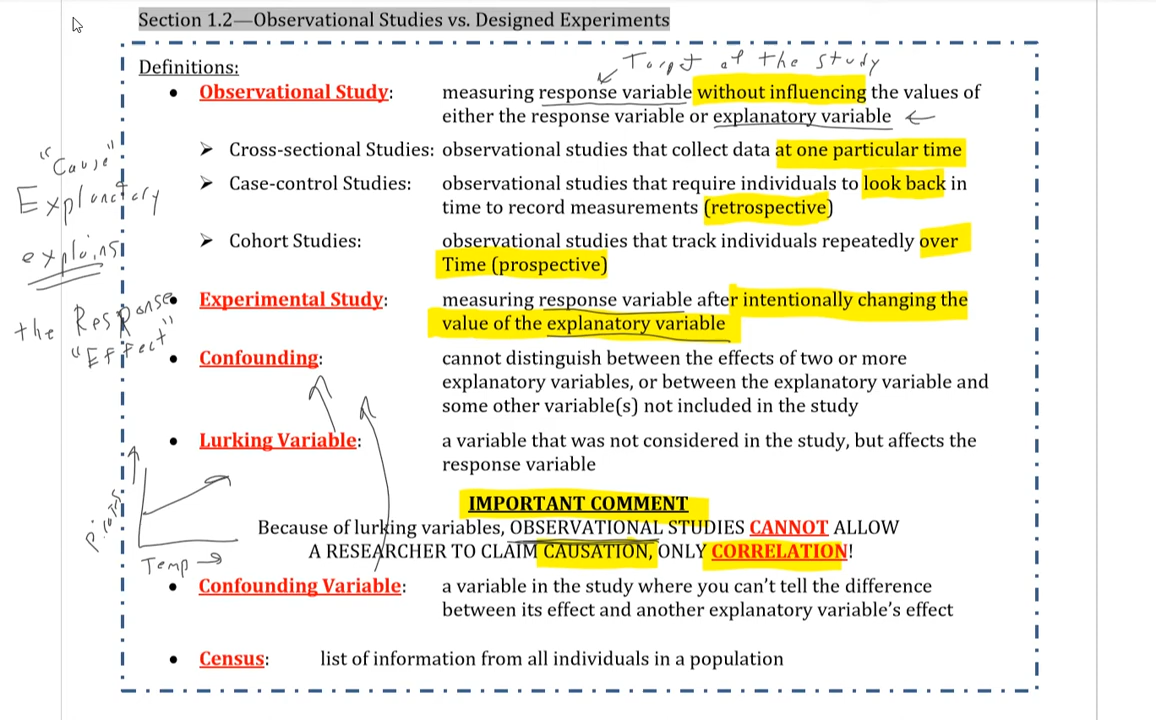 Section 1.2—Observational Studies vs. Designed Experiments
Target of the study
Definitions:
• Observational Study: measuring response variable without influencing the values of
either the response variable or explanatory variable
➢ Cross-sectional Studies: observational studies that collect data at one particular time
➢ Case-control Studies: observational studies that require individuals to look back in
time to record measurements (retrospective)
➢ Cohort Studies: observational studies that track individuals repeatedly over
Time (prospective)
"Cause"
Explanatory
explains
the Response
"Effect"
• Experimental Study: measuring response variable after intentionally changing the
value of the explanatory variable
• Confounding: cannot distinguish between the effects of two or more
explanatory variables, or between the explanatory variable and
some other variable(s) not included in the study
• Lurking Variable: a variable that was not considered in the study, but affects the
response variable
Temp
IMPORTANT COMMENT
Because of lurking variables, OBSERVATIONAL STUDIES CANNOT ALLOW
A RESEARCHER TO CLAIM CAUSATION, ONLY CORRELATION!
• Confounding Variable: a variable in the study where you can't tell the difference
between its effect and another explanatory variable's effect
• Census: list of information from all individuals in a population